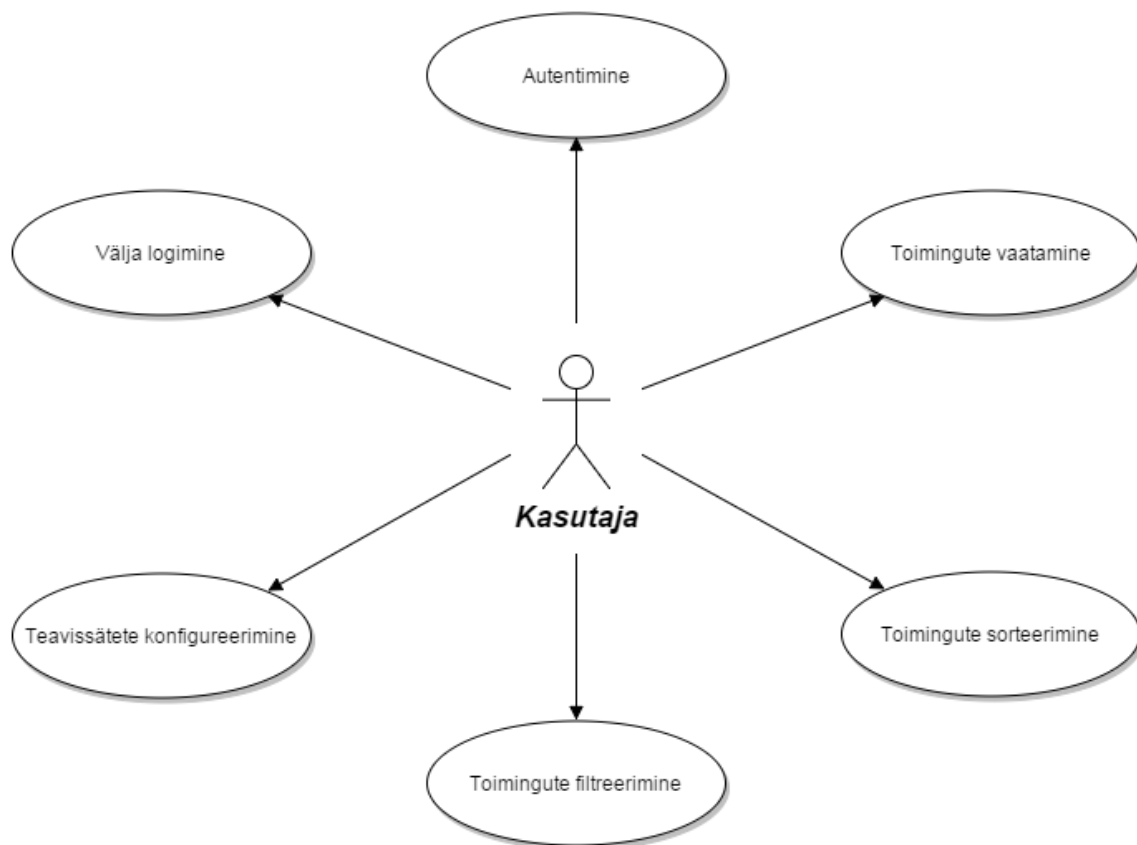 Autentimine
Välja logimine
Toimingute vaatamine
Kasutaja
Teavissätete konfigureerimine
Toimingute sorteerimine
Toimingute filtreerimine